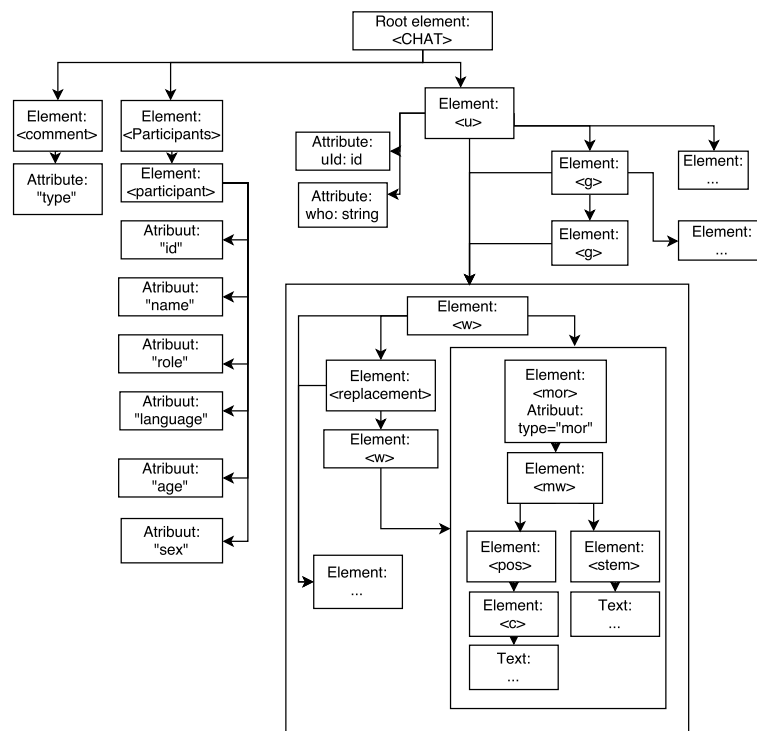 Root element:
<CHAT>
Element:
<comment>
Attribute:
"type"
Element:
<Participants>
Element:
<participant>
Atribuut:
"id"
Atribuut:
"name"
Atribuut:
"role"
Atribuut:
"language"
Atribuut:
"age"
Atribuut:
"sex"
Element:
<u>
Attribute:
uId: id
Attribute:
who: string
Element:
<g>
Element:
...
Element:
<g>
Element:
...
Element:
<w>
Element:
<replacement>
Element:
<w>
Element:
...
Element:
<mor>
Atribuut:
type="mor"
Element:
<mw>
Element:
<pos>
Element:
<stem>
Element:
<c>
Text:
...
Text:
...